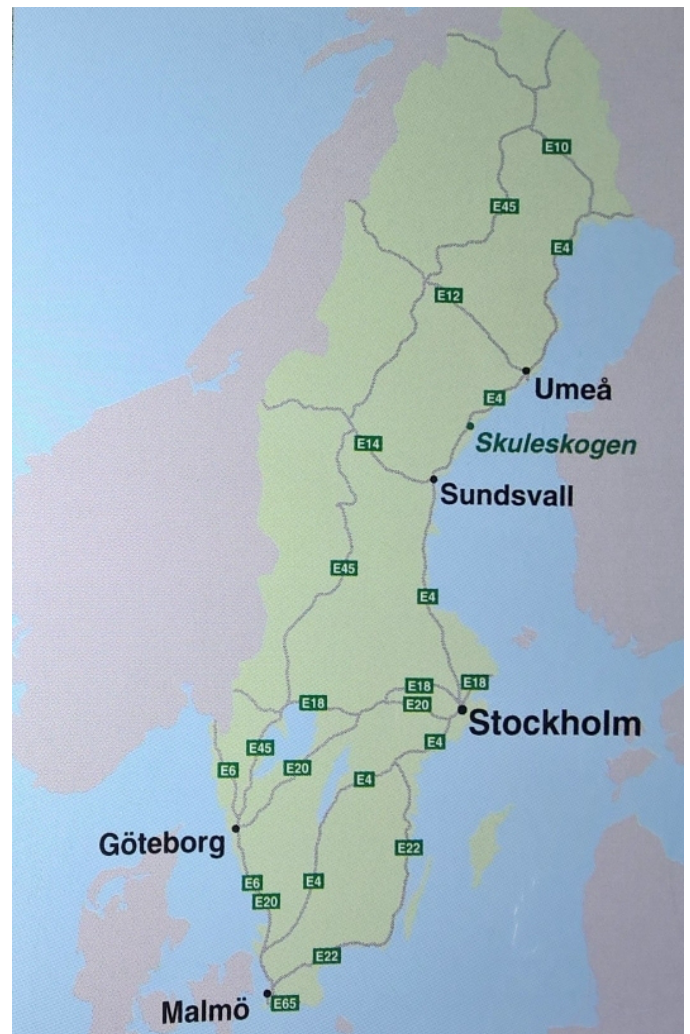 E10
E45
E4
E12
Umeå
E4
Skuleskogen
E14
Sundsvall
E45
E4
E18
E18
E18
E20
Stockholm
E4
E45
E6
E20
E4
Göteborg
E22
E6
E4
E20
E22
Malmö
E65